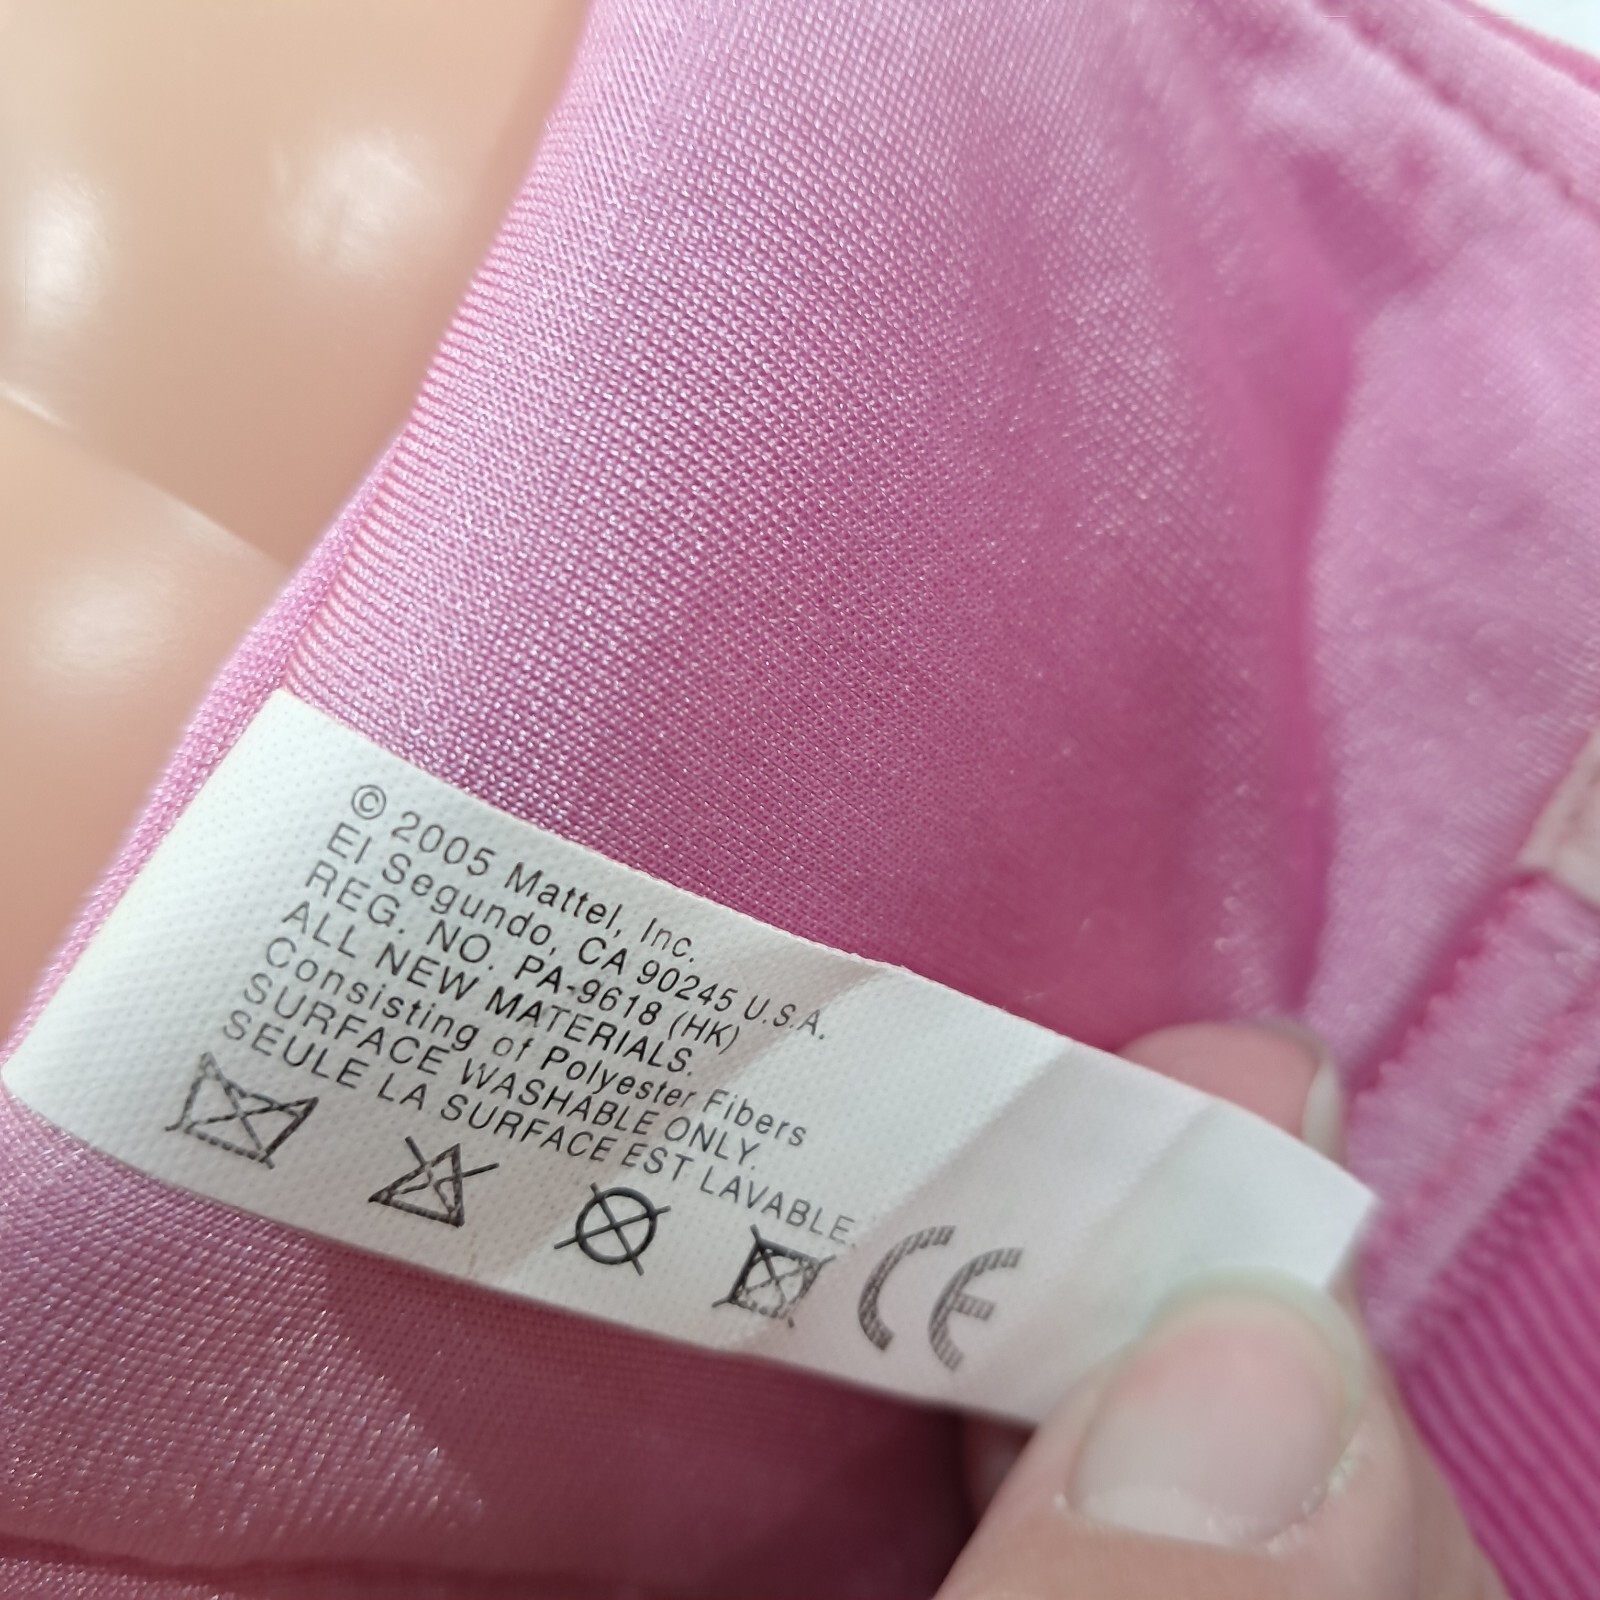 © 2005 Mattel, Inc.
El Segundo, CA 90245 U.S.A.
REG. NO. PA-9618 (HK)
ALL NEW MATERIALS.
Consisting of Polyester Fibers
SURFACE WASHABLE ONLY.
SEULE LA SURFACE EST LAVABLE.
CE